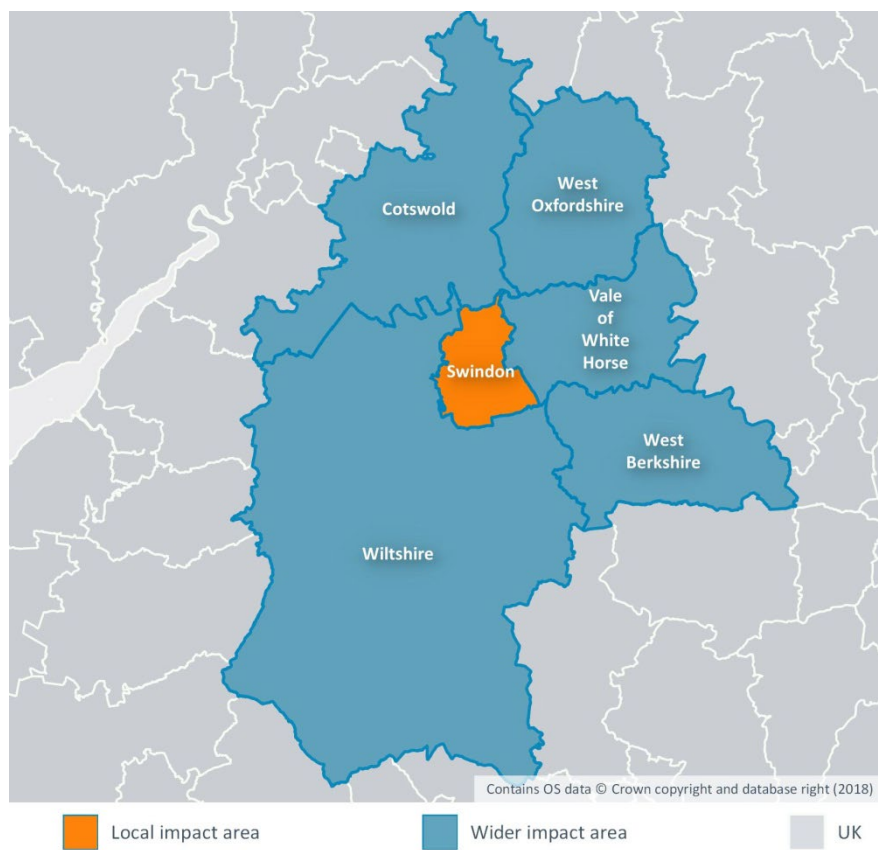 Cotswold
West
Oxfordshire
Vale
of
White
Horse
Swindon
West
Berkshire
Wiltshire
Contains OS data © Crown copyright and database right (2018)
Local impact area
Wider impact area
UK